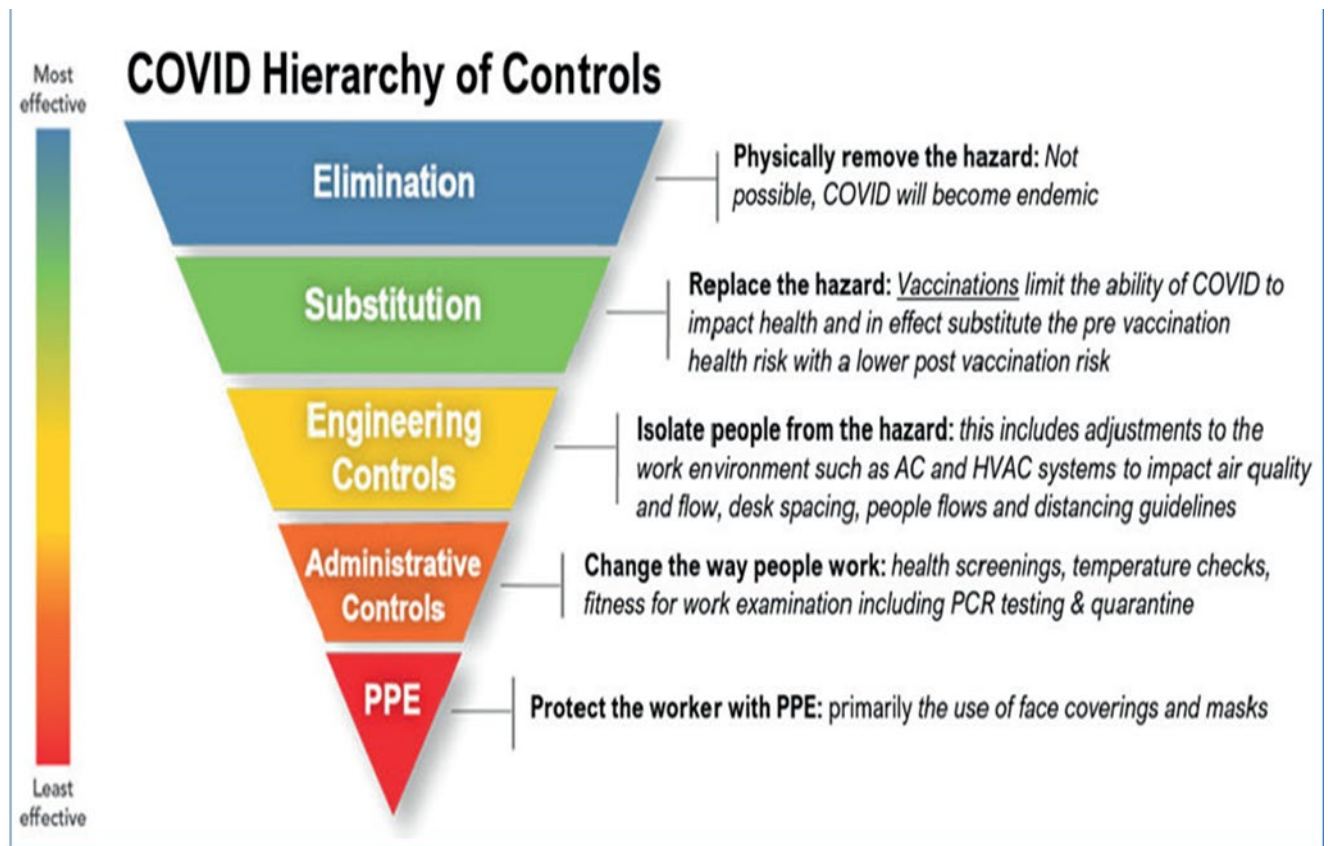 COVID Hierarchy of Controls
Most
effective
Elimination
Physically remove the hazard: Not
possible, COVID will become endemic
Substitution
Replace the hazard: Vaccinations limit the ability of COVID to
impact health and in effect substitute the pre vaccination
health risk with a lower post vaccination risk
Engineering
Controls
Isolate people from the hazard: this includes adjustments to the
work environment such as AC and HVAC systems to impact air quality
and flow, desk spacing, people flows and distancing guidelines
Administrative
Controls
Change the way people work: health screenings, temperature checks,
fitness for work examination including PCR testing & quarantine
PPE
Protect the worker with PPE: primarily the use of face coverings and masks
Least
effective